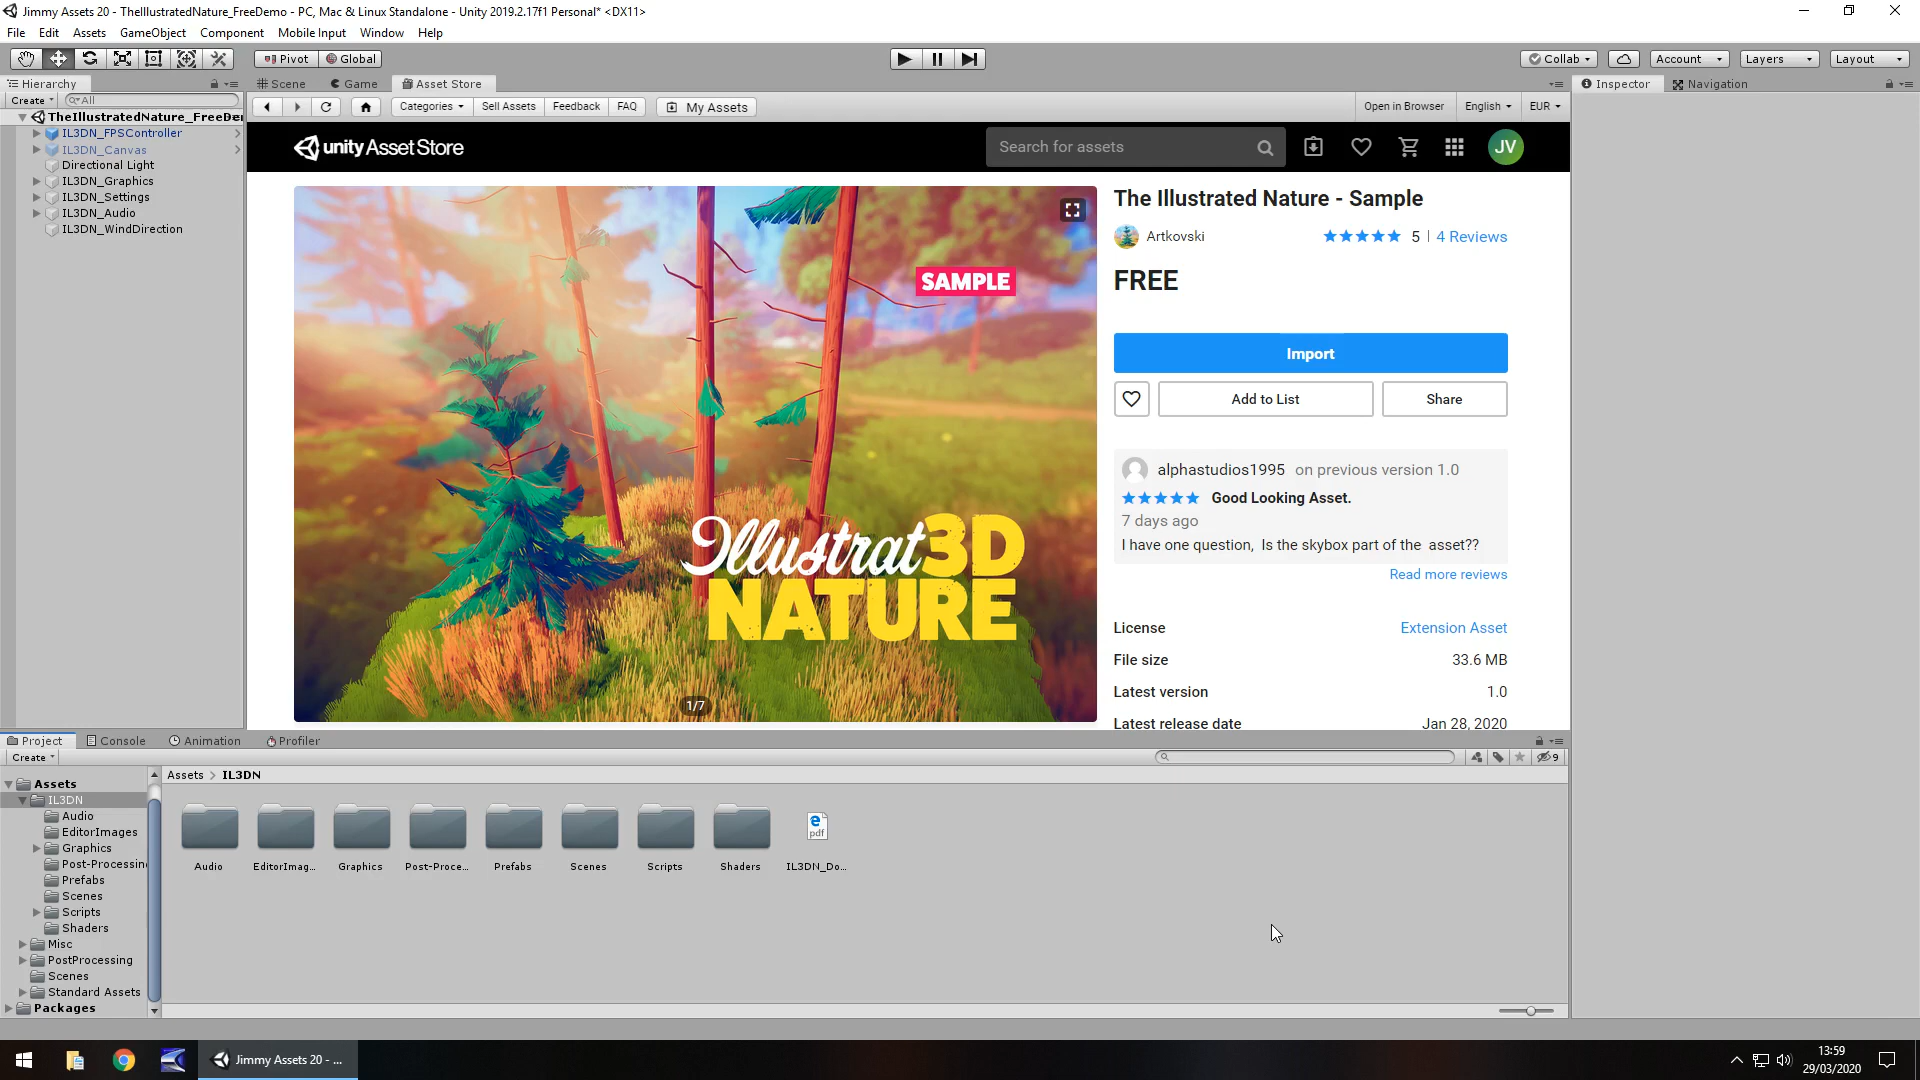 Jimmy Assets 20 - TheIllustratedNature_FreeDemo - PC, Mac & Linux Standalone - Unity 2019.2.17f1 Personal* <DX11>
File Edit Assets GameObject Component Mobile Input Window Help
Pivot Global Collab Account Layers Layout
Hierarchy Scene Game Asset Store Inspector Navigation
Create All Categories Sell Assets Feedback FAQ My Assets Open in Browser English EUR
TheIllustratedNature_FreeDe
IL3DN_FPSController
IL3DN_Canvas
Directional Light
IL3DN_Graphics
IL3DN_Settings
IL3DN_Audio
IL3DN_WindDirection
unity Asset Store Search for assets JV
SAMPLE
Illustrat3D
NATURE
1/7
The Illustrated Nature - Sample
Artkovski 5 | 4 Reviews
FREE
Import
Add to List Share
alphastudios1995 on previous version 1.0
Good Looking Asset.
7 days ago
I have one question, Is the skybox part of the asset??
Read more reviews
License Extension Asset
File size 33.6 MB
Latest version 1.0
Latest release date Jan 28, 2020
Project Console Animation Profiler
Create 9
Assets
IL3DN
Audio
EditorImages
Graphics
Post-Processin
Prefabs
Scenes
Scripts
Shaders
Misc
PostProcessing
Scenes
Standard Assets
Packages
Assets > IL3DN
e
pdf
Audio EditorImag... Graphics Post-Proce... Prefabs Scenes Scripts Shaders IL3DN_Do...
Jimmy Assets 20 - ...
13:59
29/03/2020